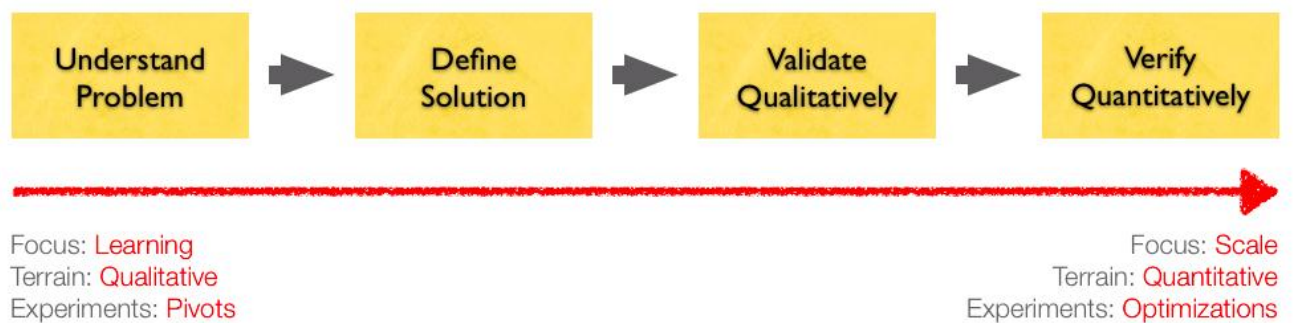 Understand
Problem
Define
Solution
Validate
Qualitatively
Verify
Quantitatively
Focus: Learning
Terrain: Qualitative
Experiments: Pivots
Focus: Scale
Terrain: Quantitative
Experiments: Optimizations